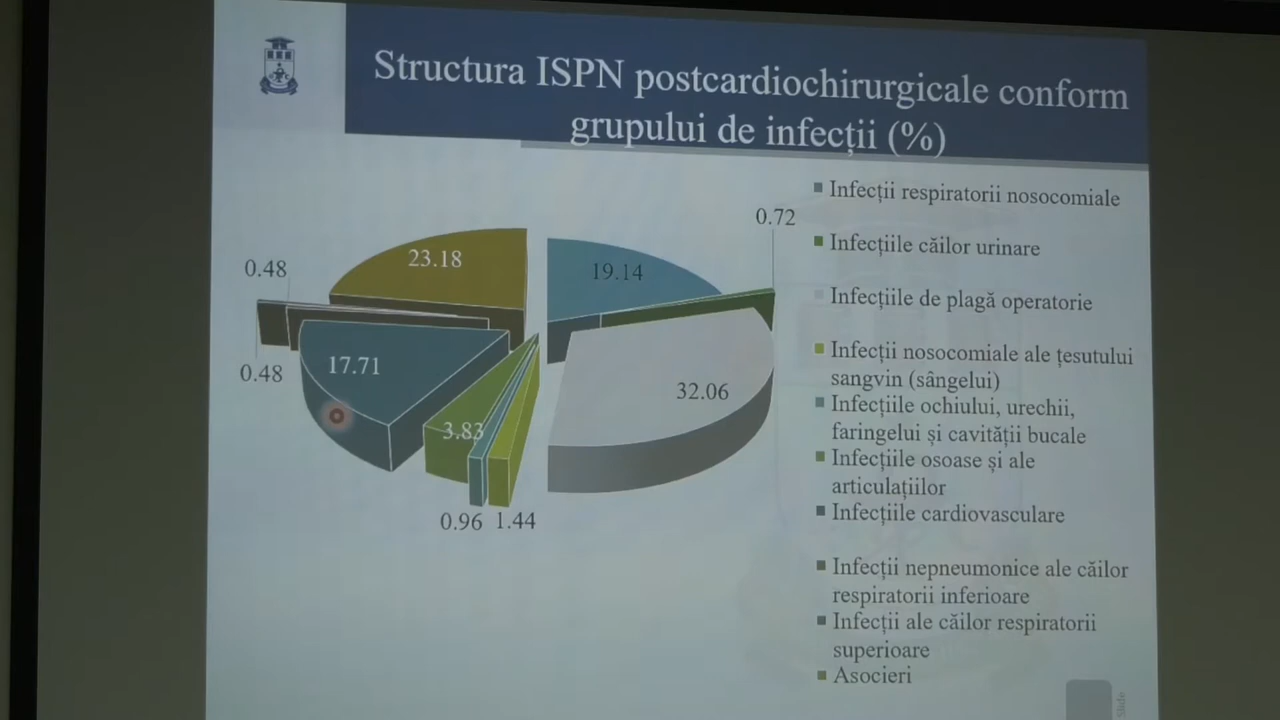 Structura ISPN postcardiochirurgicale conform
grupului de infecții (%)
0.72
23.18
19.14
0.48
0.48
17.71
32.06
3.83
0.96
1.44
Infecții respiratorii nosocomiale
Infecțiile căilor urinare
Infecțiile de plagă operatorie
Infecții nosocomiale ale țesutului
sangvin (sângelui)
Infecțiile ochiului, urechii,
faringelui și cavității bucale
Infecțiile osoase și ale
articulațiilor
Infecțiile cardiovasculare
Infecții nepneumonice ale căilor
respiratorii inferioare
Infecții ale căilor respiratorii
superioare
Asocieri
Slide